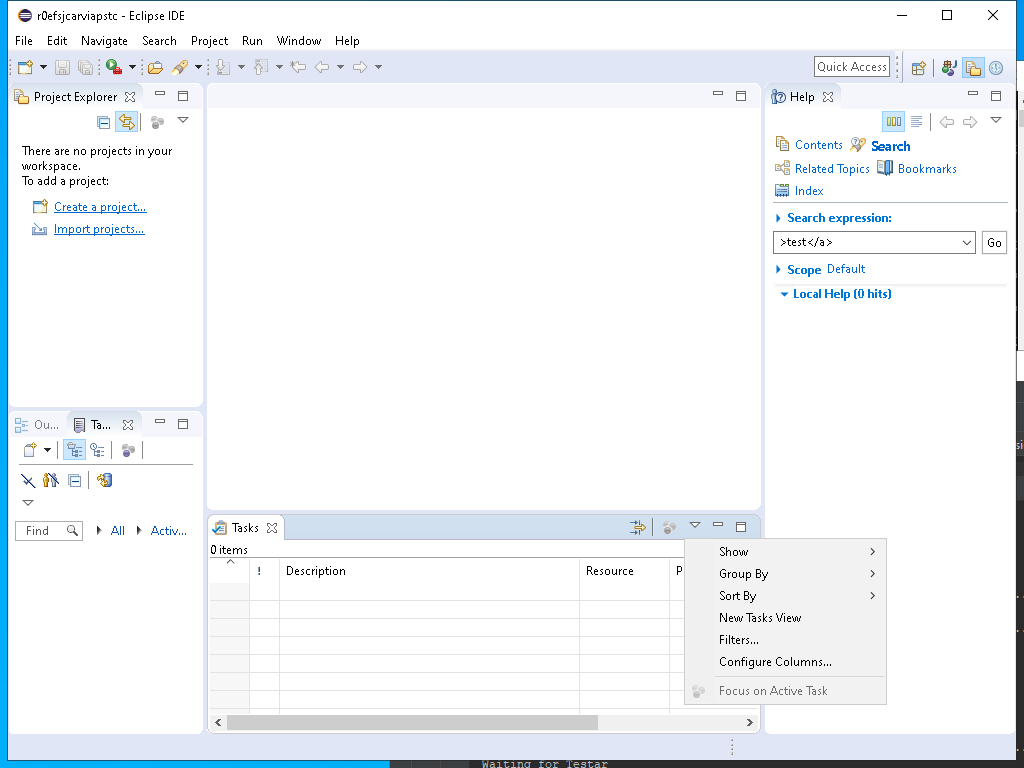 r0efsjcarviapstc - Eclipse IDE
File Edit Navigate Search Project Run Window Help
Quick Access
Project Explorer
There are no projects in your
workspace.
To add a project:
Create a project...
Import projects...
Help
Contents Search
Related Topics Bookmarks
Index
Search expression:
>test</a> Go
Scope Default
Local Help (0 hits)
Ou... Ta...
Find All Activ...
Tasks
0 items
! Description Resource P
Show
Group By
Sort By
New Tasks View
Filters...
Configure Columns...
Focus on Active Task
Waiting for Testar